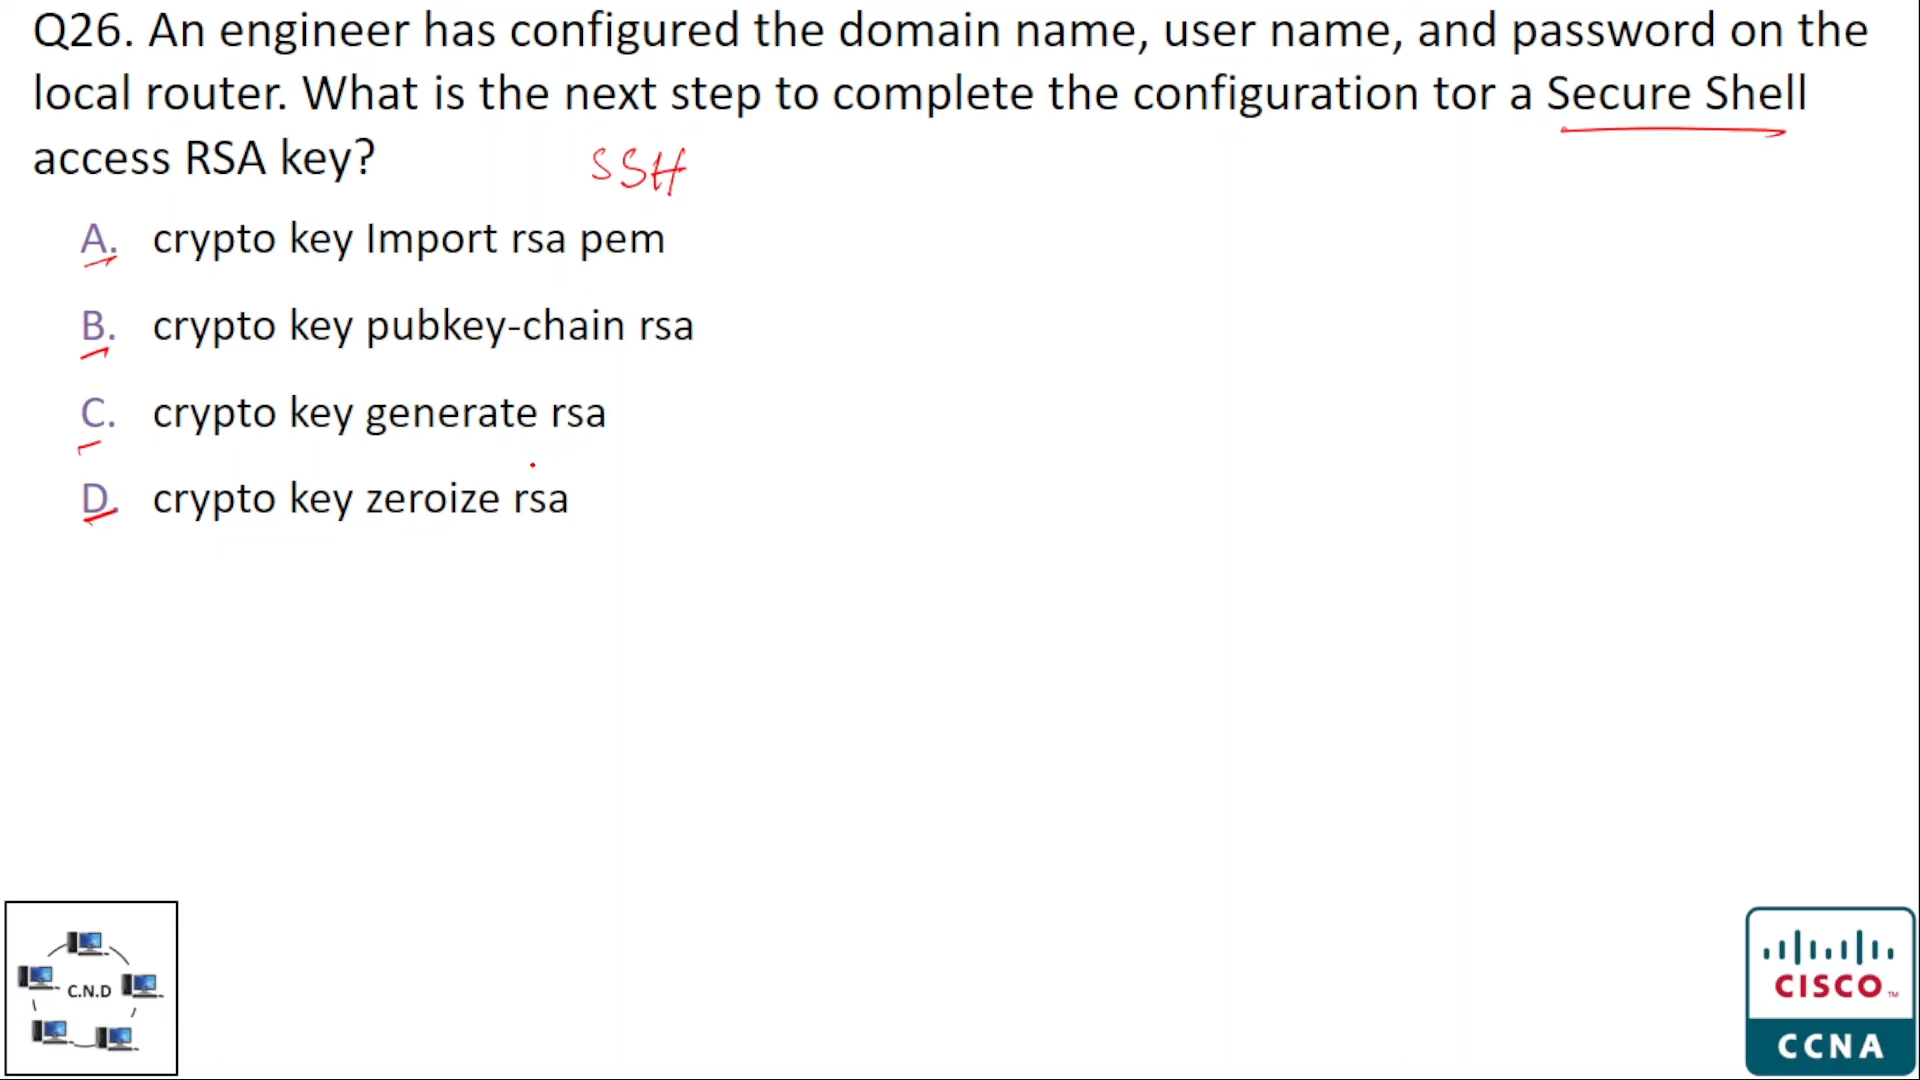 Q26. An engineer has configured the domain name, user name, and password on the
local router. What is the next step to complete the configuration tor a Secure Shell
access RSA key?
SSH
A. crypto key Import rsa pem
B. crypto key pubkey-chain rsa
C. crypto key generate rsa
D. crypto key zeroize rsa
C.N.D
CISCO™
CCNA